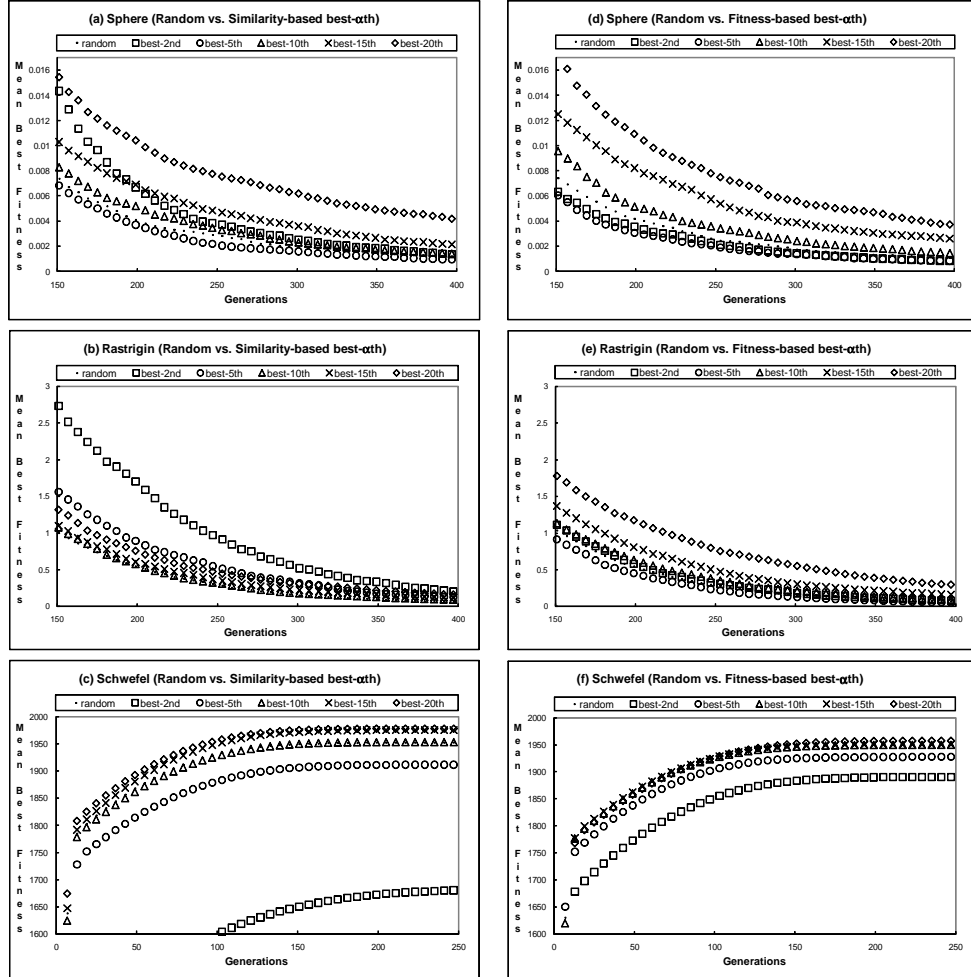 (a) Sphere (Random vs. Similarity-based best-αth)
random best-2nd best-5th best-10th best-15th best-20th
Mean Best Fitness
0.016
0.014
0.012
0.01
0.008
0.006
0.004
0.002
0
150 200 250 300 350 400
Generations
(d) Sphere (Random vs. Fitness-based best-αth)
random best-2nd best-5th best-10th best-15th best-20th
Mean Best Fitness
0.016
0.014
0.012
0.01
0.008
0.006
0.004
0.002
0
150 200 250 300 350 400
Generations
(b) Rastrigin (Random vs. Similarity-based best-αth)
random best-2nd best-5th best-10th best-15th best-20th
Mean Best Fitness
3
2.5
2
1.5
1
0.5
0
150 200 250 300 350 400
Generations
(e) Rastrigin (Random vs. Fitness-based best-αth)
random best-2nd best-5th best-10th best-15th best-20th
Mean Best Fitness
3
2.5
2
1.5
1
0.5
0
150 200 250 300 350 400
Generations
(c) Schwefel (Random vs. Similarity-based best-αth)
random best-2nd best-5th best-10th best-15th best-20th
Mean Best Fitness
2000
1950
1900
1850
1800
1750
1700
1650
1600
0 50 100 150 200 250
Generations
(f) Schwefel (Random vs. Fitness-based best-αth)
random best-2nd best-5th best-10th best-15th best-20th
Mean Best Fitness
2000
1950
1900
1850
1800
1750
1700
1650
1600
0 50 100 150 200 250
Generations